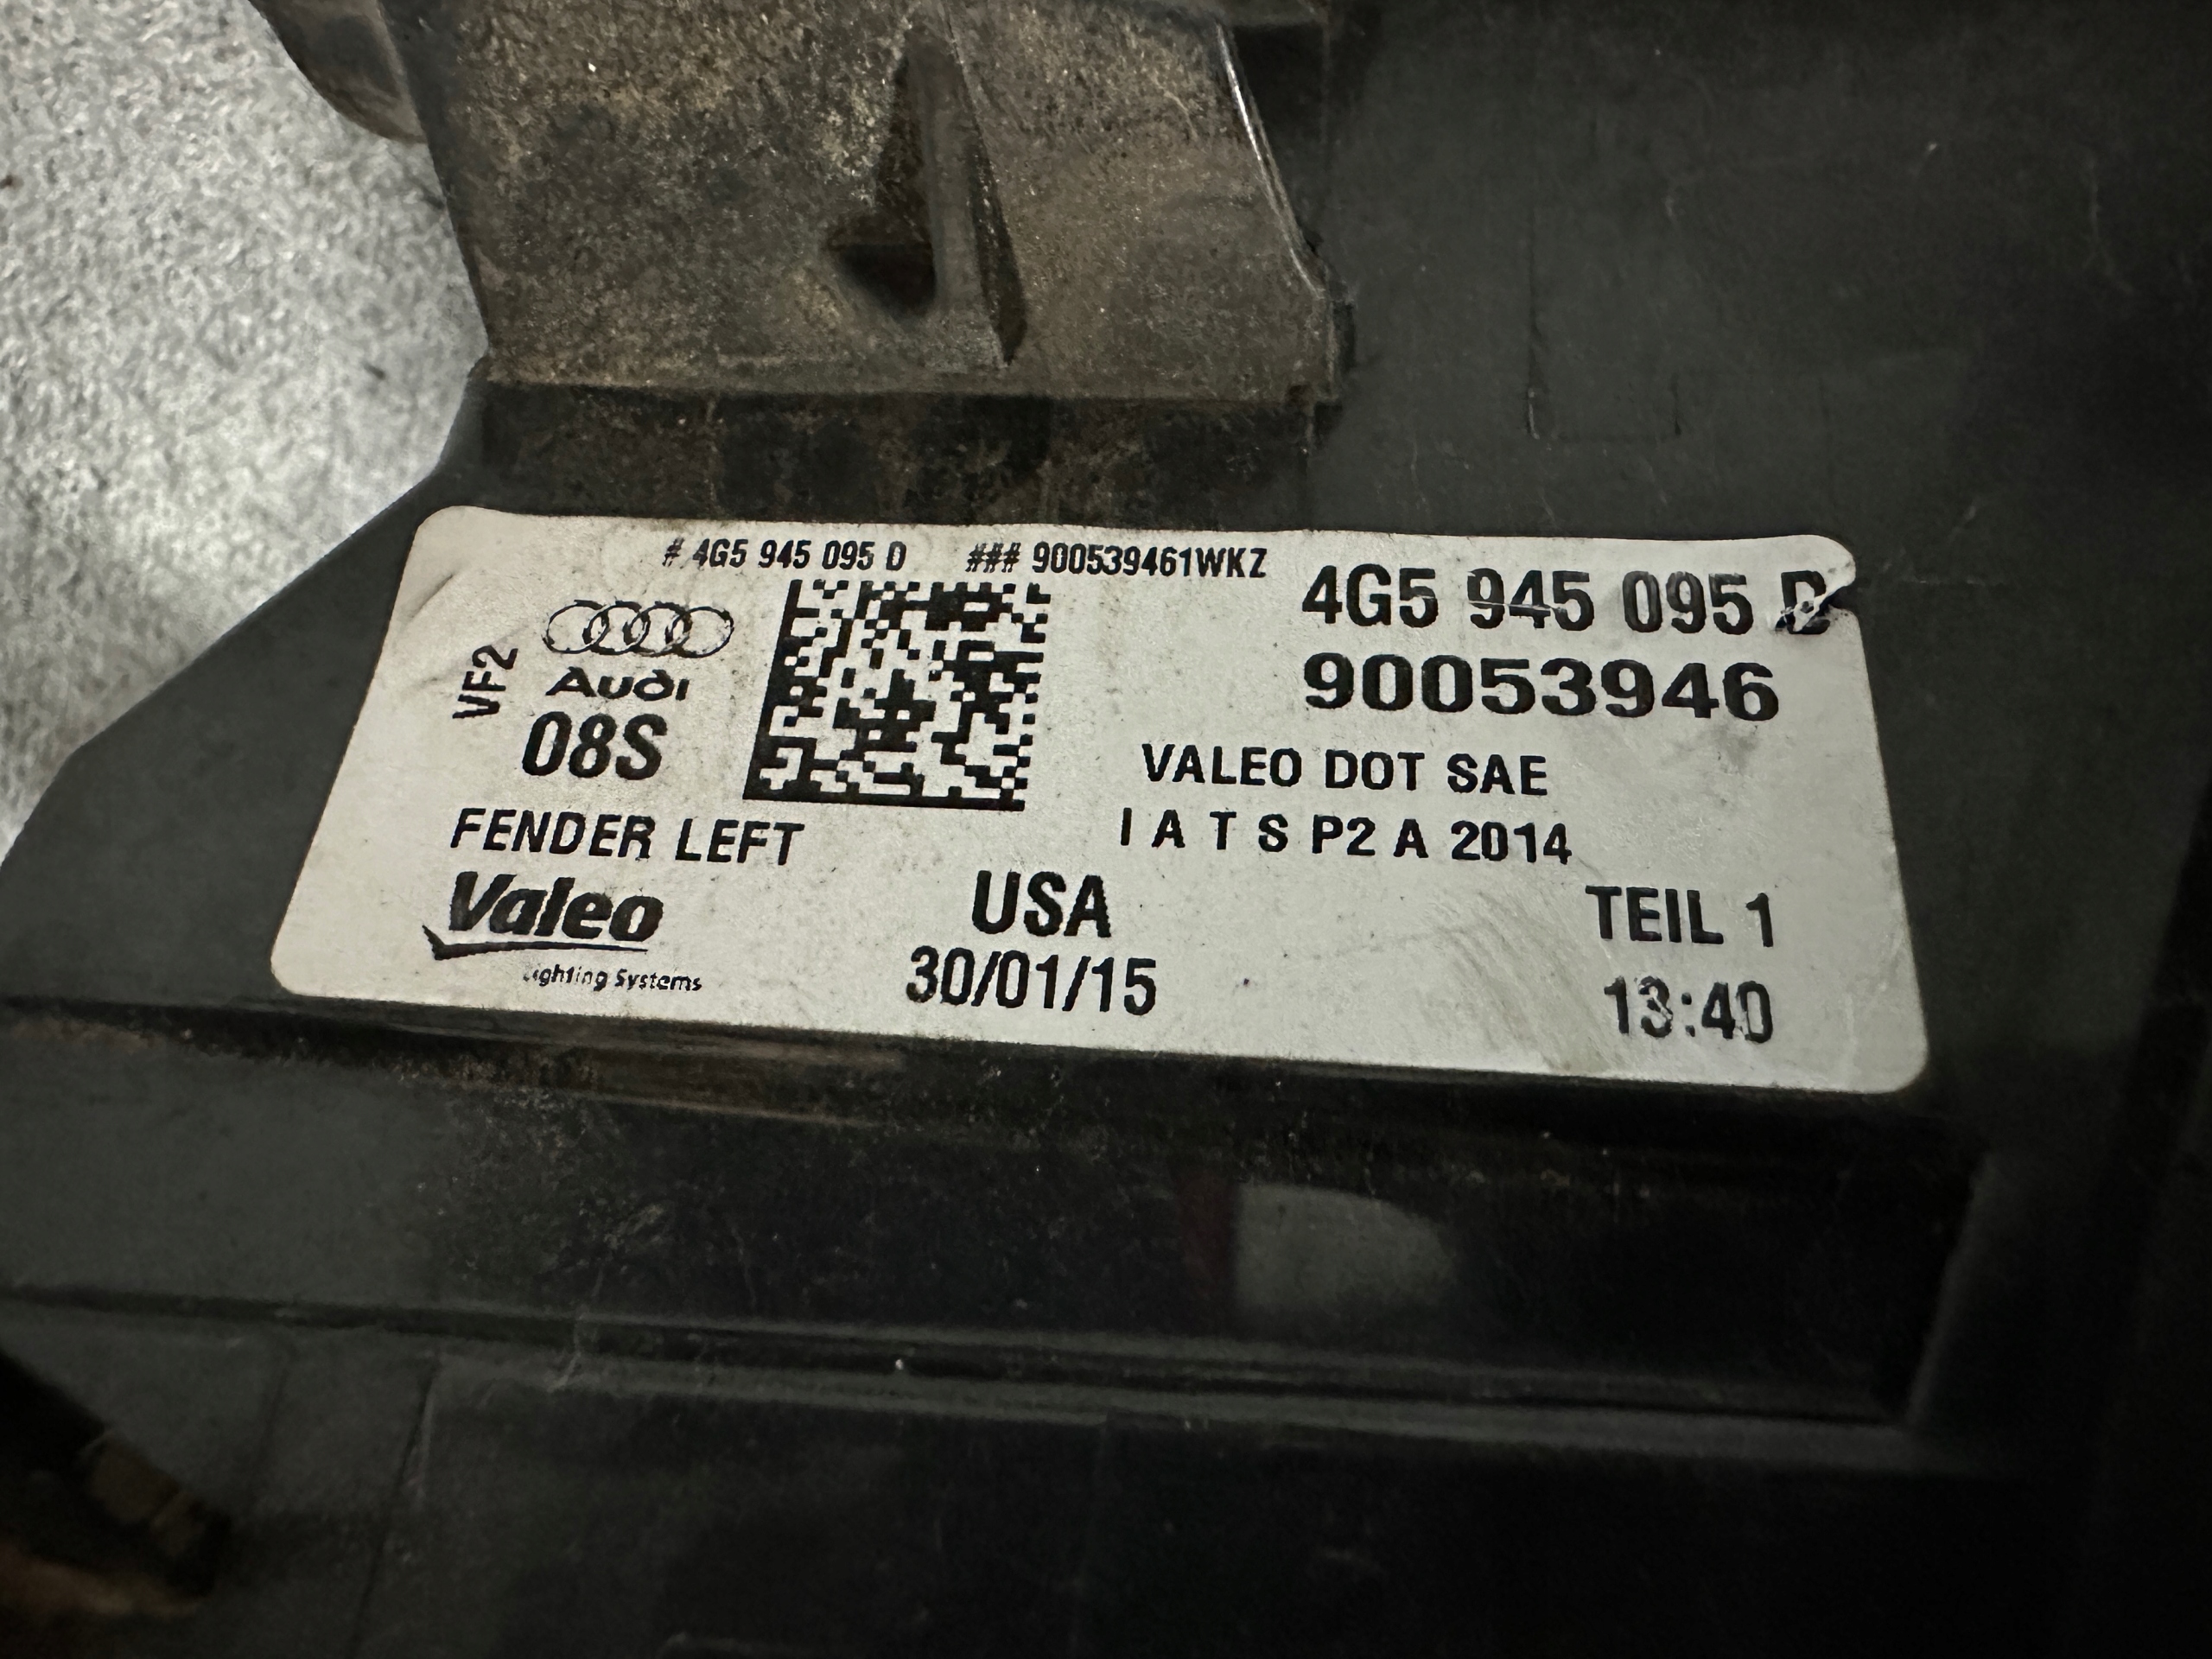 # 4G5 945 095 D ### 900539461WKZ
4G5 945 095 D
90053946
VF2
Audi
08S
VALEO DOT SAE
I A T S P2 A 2014
FENDER LEFT
Valeo
Lighting Systems
USA
30/01/15
TEIL 1
13:40